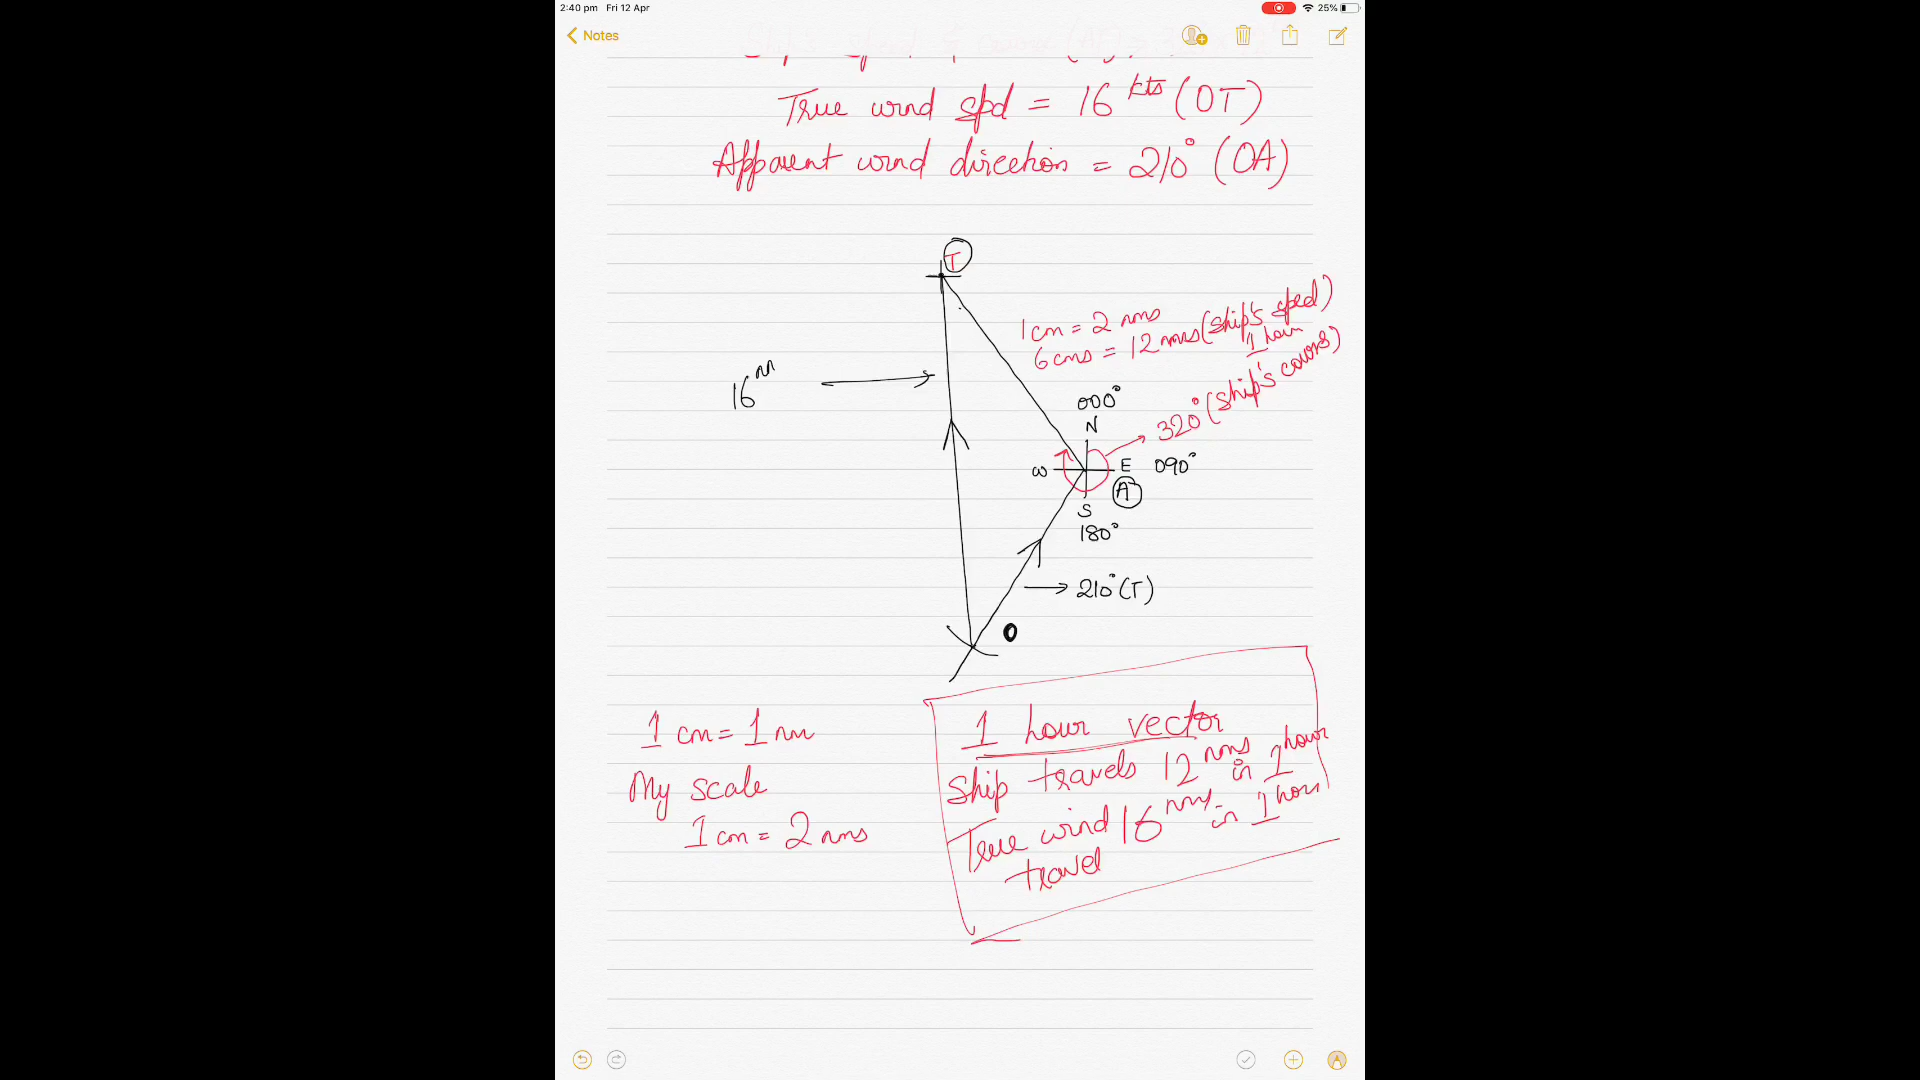 2:40 pm Fri 12 Apr 25%
Notes
True wind spd = 16 kts (OT)
Apparent wind direction = 210° (OA)
T
1 cm = 2 nms
6 cms = 12 nms (ship's speed)
1 hour
16 nm
000°
N
320° (ship's course)
W E 090°
A
S
180°
210° (T)
O
1 cm = 1 nm
My scale
1 cm = 2 nms
1 hour vector
Ship travels 12 nms in 1 hour
True wind 16 nms in 1 hour
travel